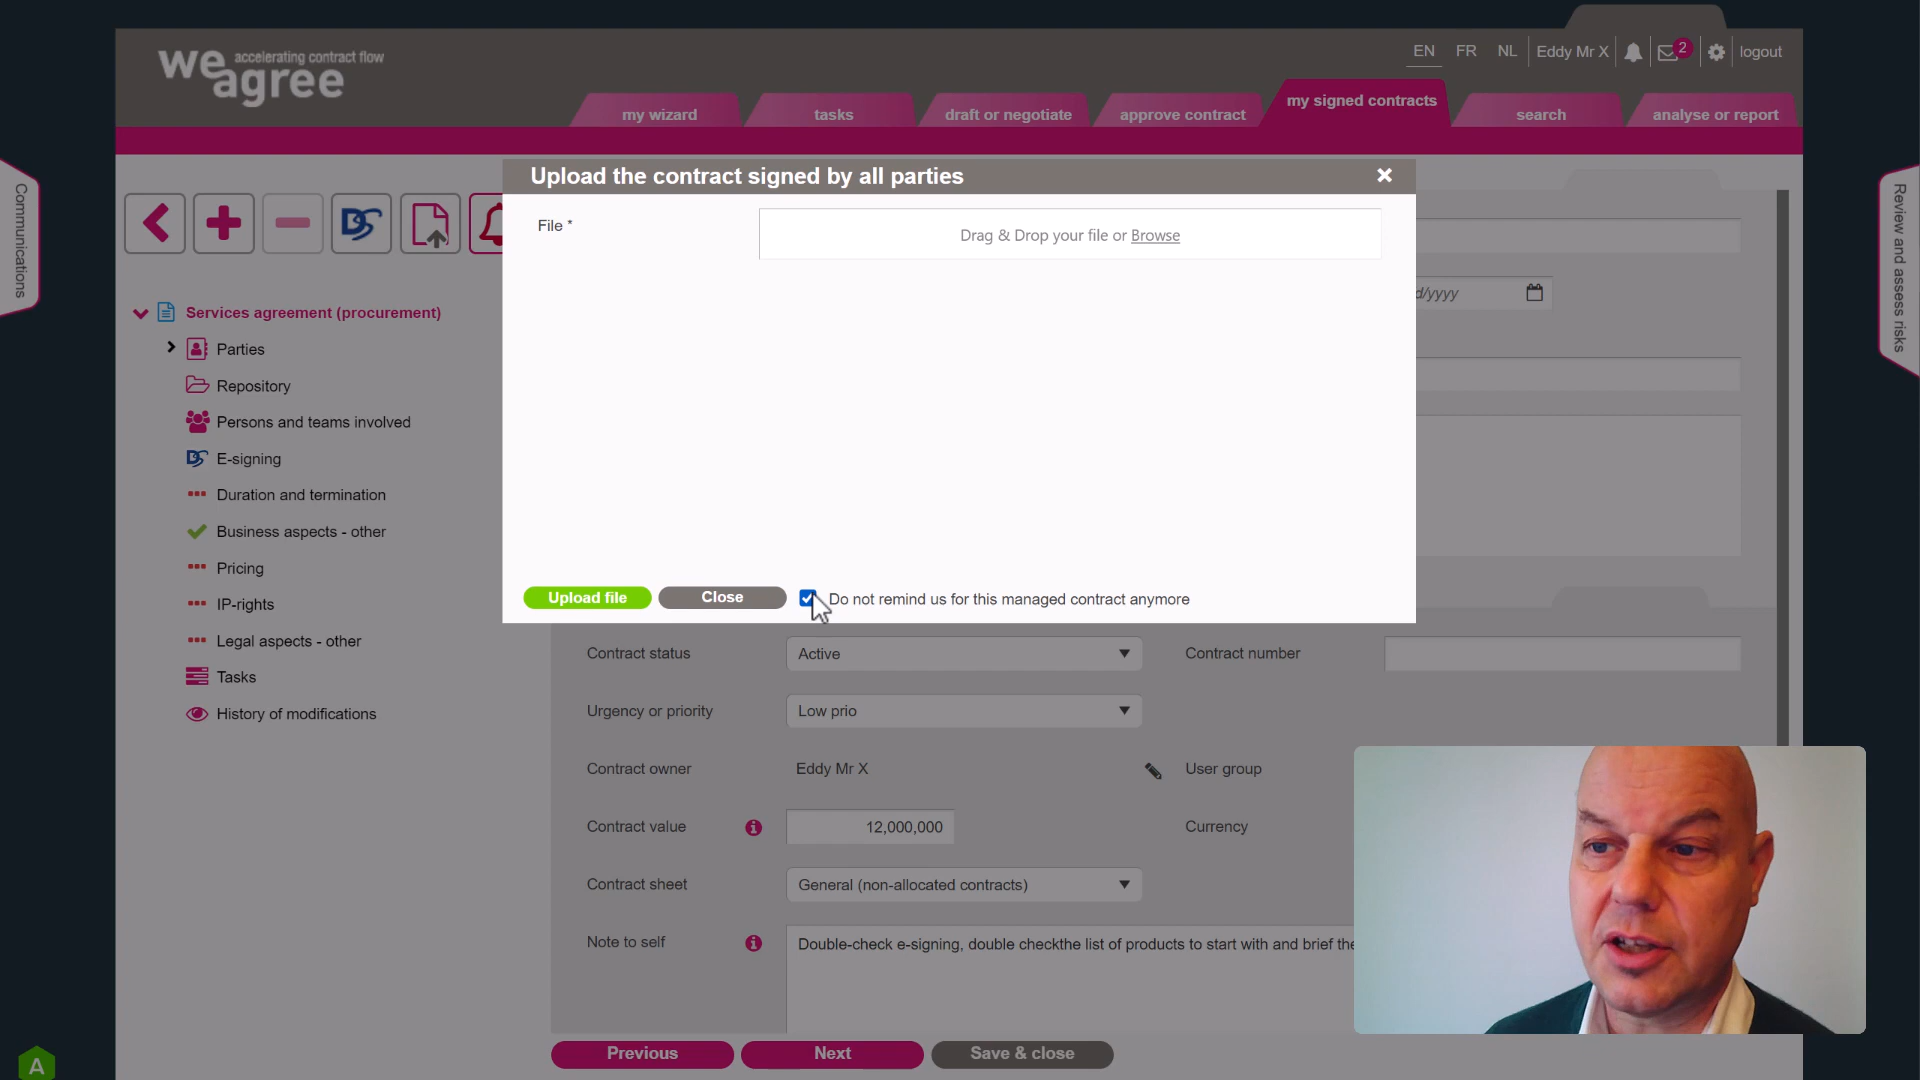 we agree accelerating contract flow
EN FR NL Eddy Mr X 2 logout
my wizard tasks draft or negotiate approve contract my signed contracts search analyse or report
Communications
Review and assess risks
Upload the contract signed by all parties
File *
Drag & Drop your file or Browse
d/yyyy
Upload file Close Do not remind us for this managed contract anymore
Services agreement (procurement)
Parties
Repository
Persons and teams involved
E-signing
Duration and termination
Business aspects - other
Pricing
IP-rights
Legal aspects - other
Tasks
History of modifications
Contract status Active Contract number
Urgency or priority Low prio
Contract owner Eddy Mr X User group
Contract value 12,000,000 Currency
Contract sheet General (non-allocated contracts)
Note to self Double-check e-signing, double checkthe list of products to start with and brief the
Previous Next Save & close
A